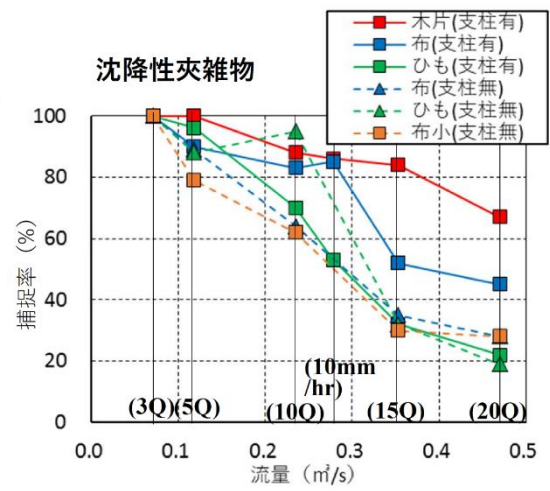 木片(支柱有)
布(支柱有)
ひも(支柱有)
布(支柱無)
ひも(支柱無)
布小(支柱無)
沈降性夾雑物
100
80
60
40
20
0
捕捉率 (%)
(3Q)(5Q)
(10Q)
(10mm
/hr)
(15Q)
(20Q)
0.0
0.1
0.2
0.3
0.4
0.5
流量 (㎥/s)